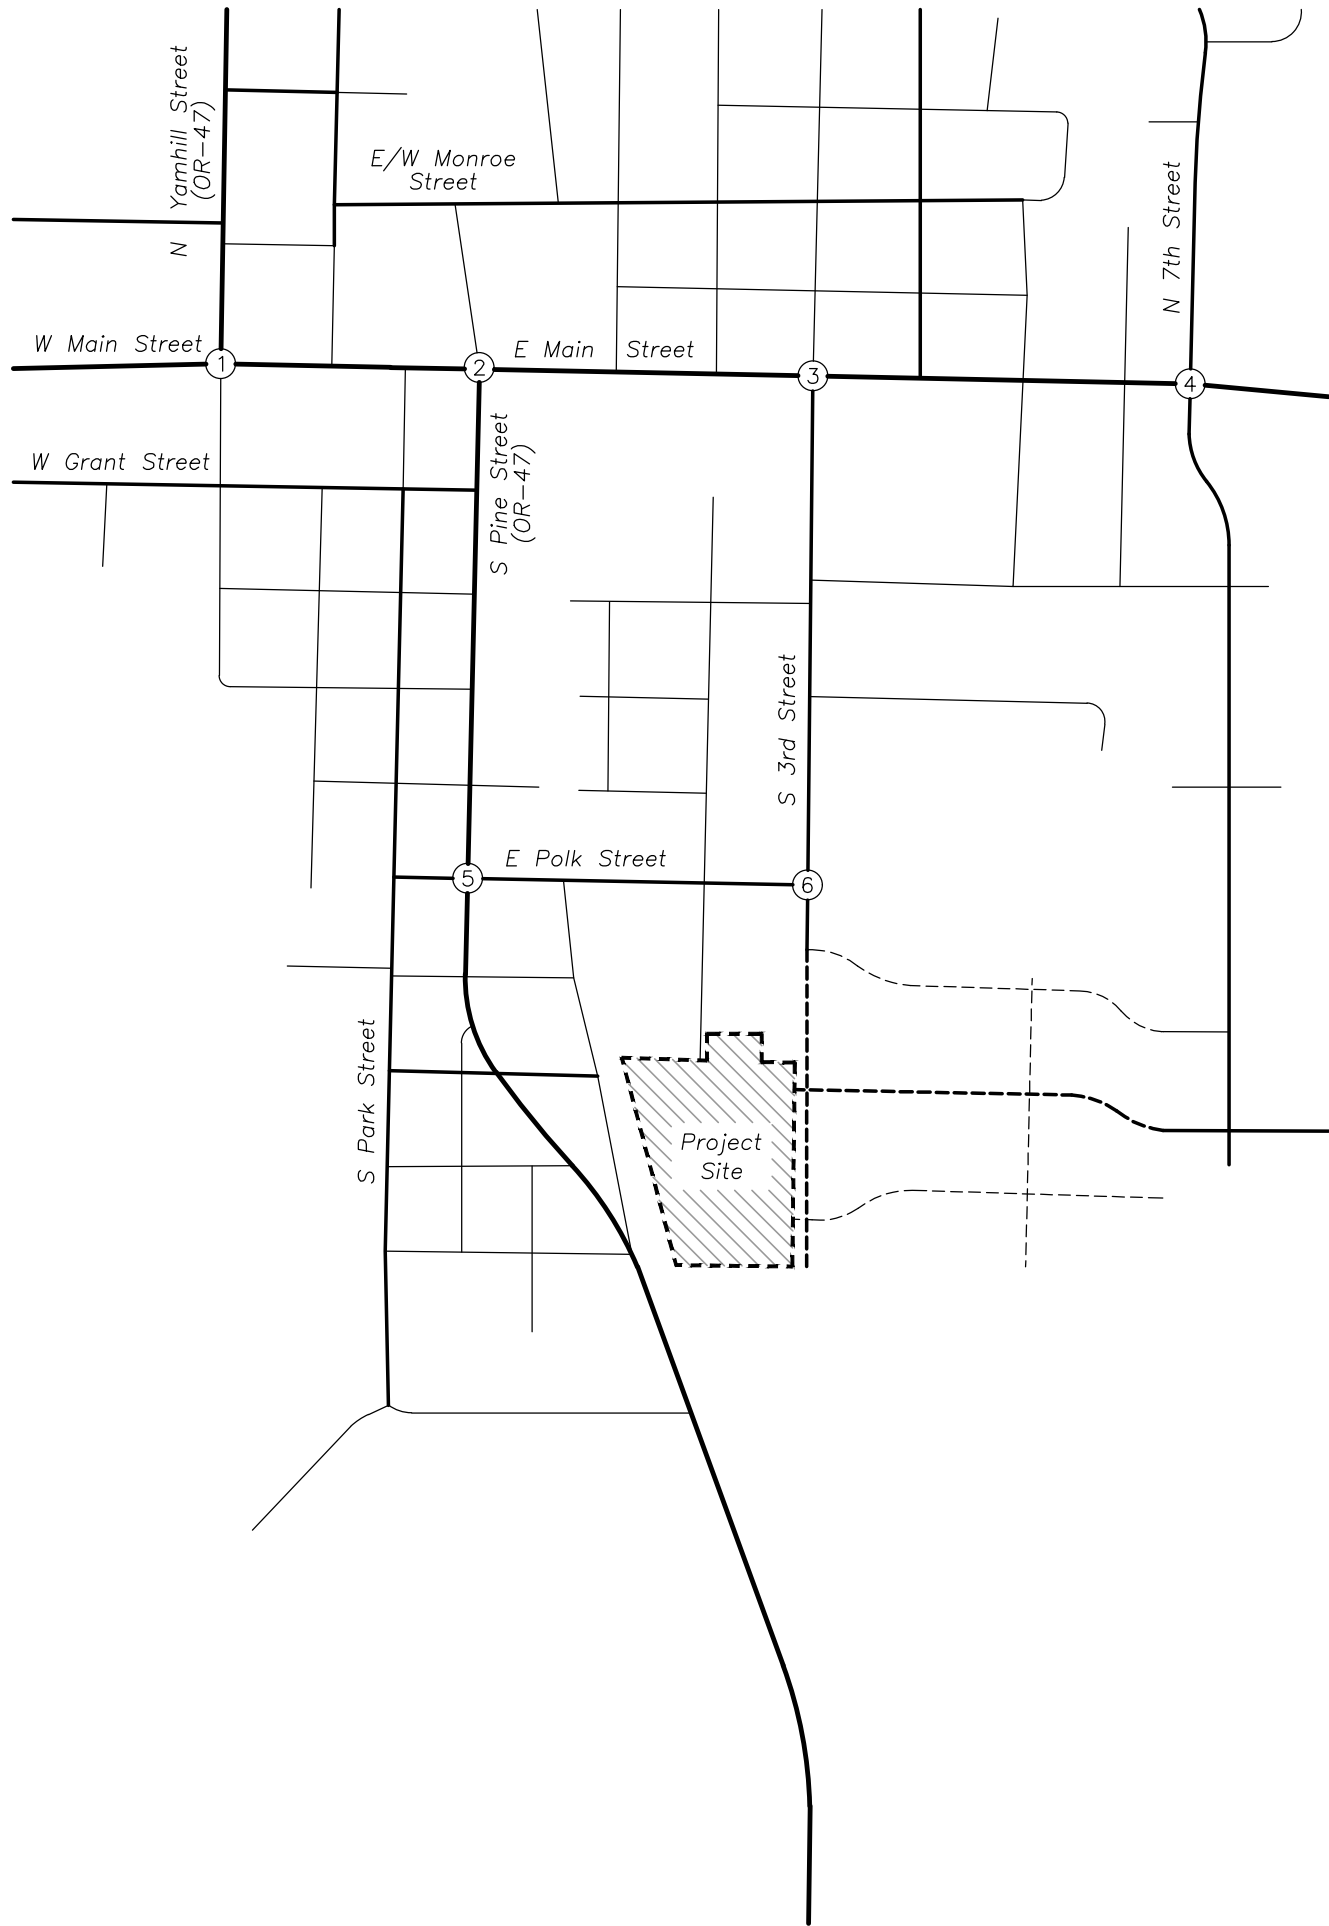 N Yamhill Street
(OR-47)
E/W Monroe
Street
N 7th Street
W Main Street
1
2
E Main Street
3
4
W Grant Street
S Pine Street
(OR-47)
S 3rd Street
5
E Polk Street
6
S Park Street
Project
Site